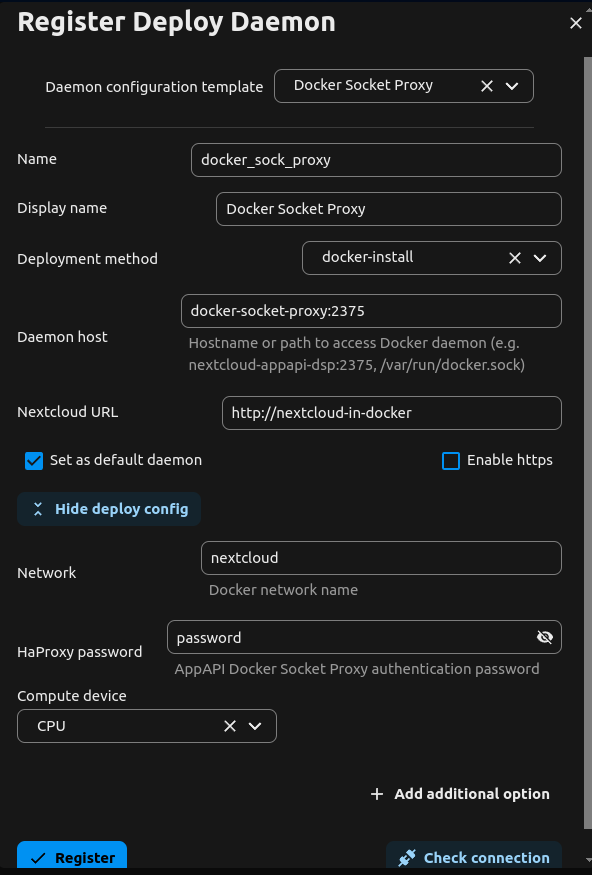 Register Deploy Daemon
Daemon configuration template
Docker Socket Proxy
Name
docker_sock_proxy
Display name
Docker Socket Proxy
Deployment method
docker-install
Daemon host
docker-socket-proxy:2375
Hostname or path to access Docker daemon (e.g.
nextcloud-appapi-dsp:2375, /var/run/docker.sock)
Nextcloud URL
http://nextcloud-in-docker
Set as default daemon
Enable https
Hide deploy config
Network
nextcloud
Docker network name
HaProxy password
password
AppAPI Docker Socket Proxy authentication password
Compute device
CPU
Add additional option
Register
Check connection